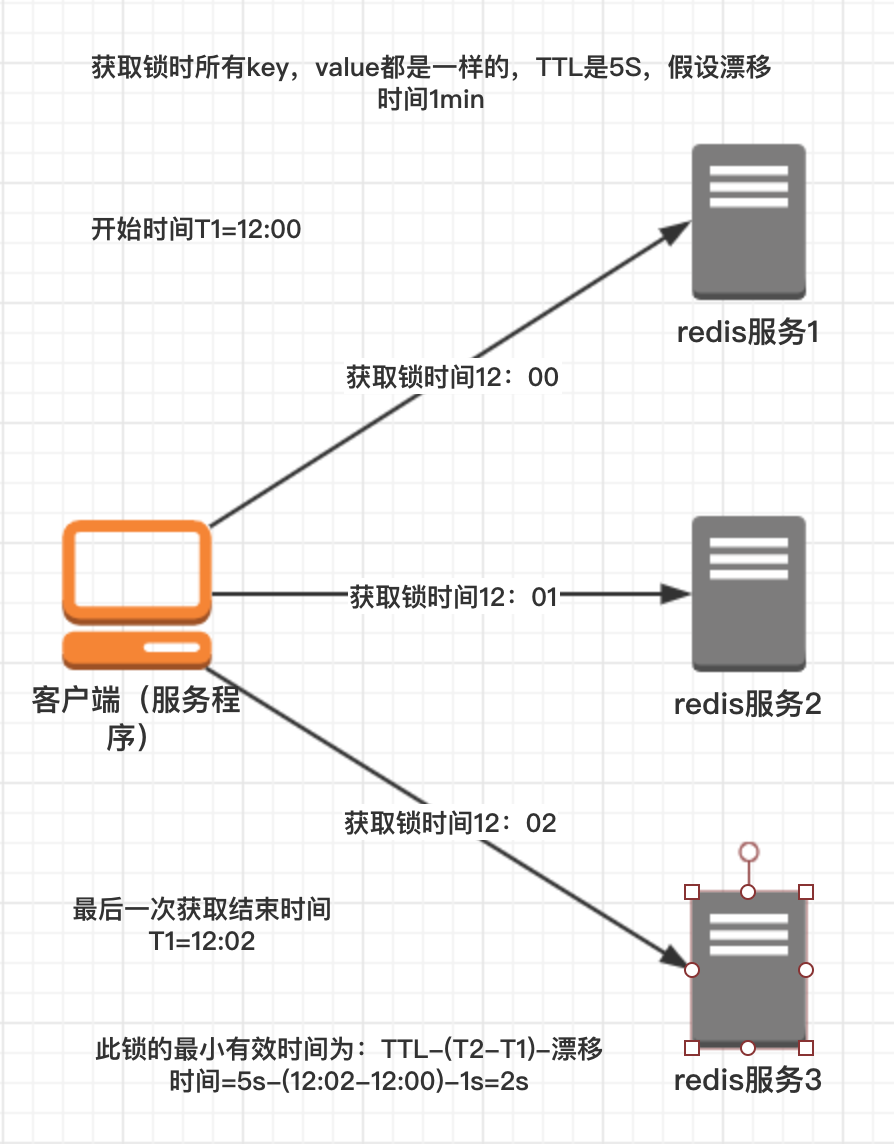 获取锁时所有key，value都是一样的，TTL是5S，假设漂移
时间1min
开始时间T1=12:00
redis服务1
获取锁时间12：00
获取锁时间12：01
客户端（服务程
序）
redis服务2
获取锁时间12：02
最后一次获取结束时间
T1=12:02
此锁的最小有效时间为：TTL-(T2-T1)-漂移
时间=5s-(12:02-12:00)-1s=2s
redis服务3